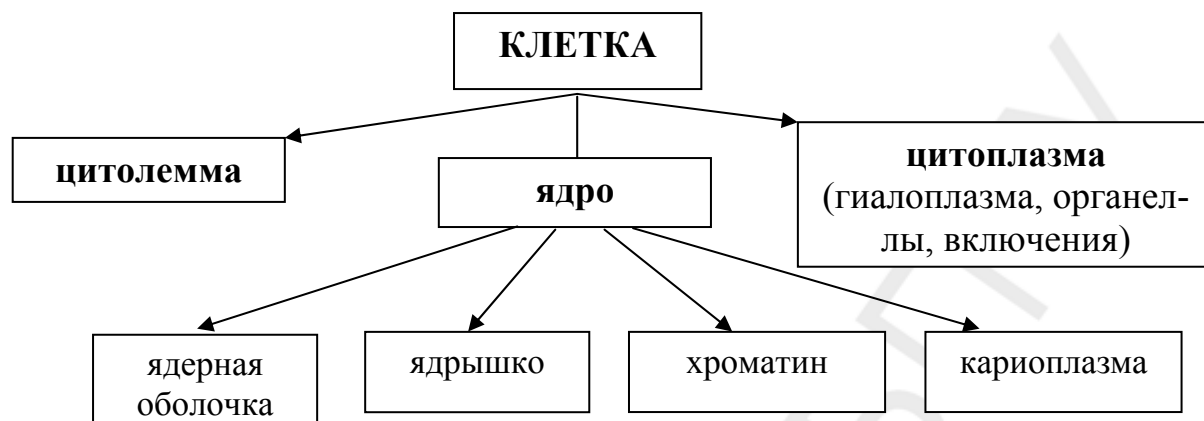 КЛЕТКА
цитолемма
ядро
цитоплазма
(гиалоплазма, органел-
лы, включения)
ядерная
оболочка
ядрышко
хроматин
кариоплазма